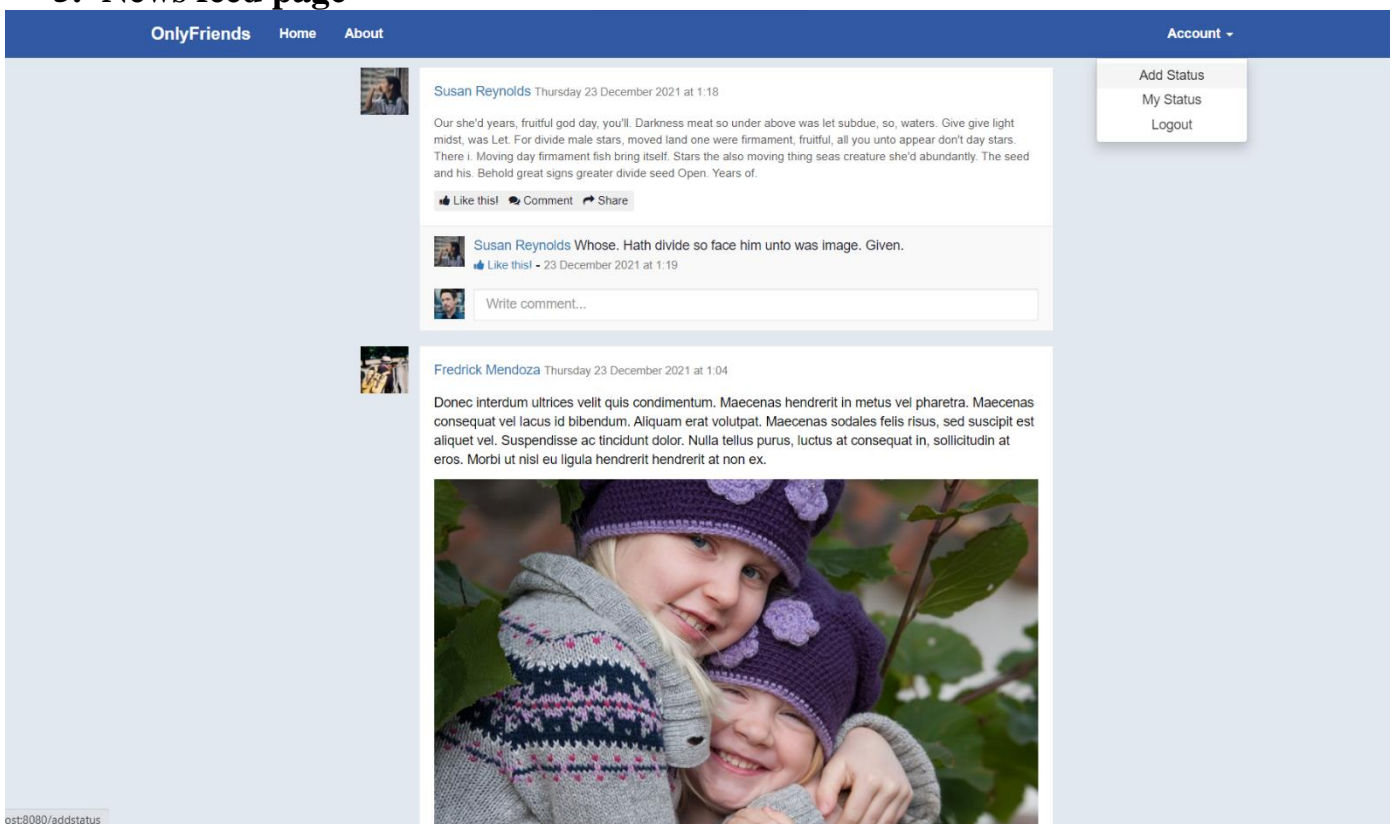 3. News feed page
OnlyFriends Home About Account
Add Status
My Status
Logout
Susan Reynolds Thursday 23 December 2021 at 1:18
Our she'd years, fruitful god day, you'll. Darkness meat so under above was let subdue, so, waters. Give give light
midst, was Let. For divide male stars, moved land one were firmament, fruitful, all you unto appear don't day stars.
There i. Moving day firmament fish bring itself. Stars the also moving thing seas creature she'd abundantly. The seed
and his. Behold great signs greater divide seed Open. Years of.
Like this! Comment Share
Susan Reynolds Whose. Hath divide so face him unto was image. Given.
Like this! - 23 December 2021 at 1:19
Write comment...
Fredrick Mendoza Thursday 23 December 2021 at 1:04
Donec interdum ultrices velit quis condimentum. Maecenas hendrerit in metus vel pharetra. Maecenas
consequat vel lacus id bibendum. Aliquam erat volutpat. Maecenas sodales felis risus, sed suscipit est
aliquet vel. Suspendisse ac tincidunt dolor. Nulla tellus purus, luctus at consequat in, sollicitudin at
eros. Morbi ut nisl eu ligula hendrerit hendrerit at non ex.
ost:8080/addstatus